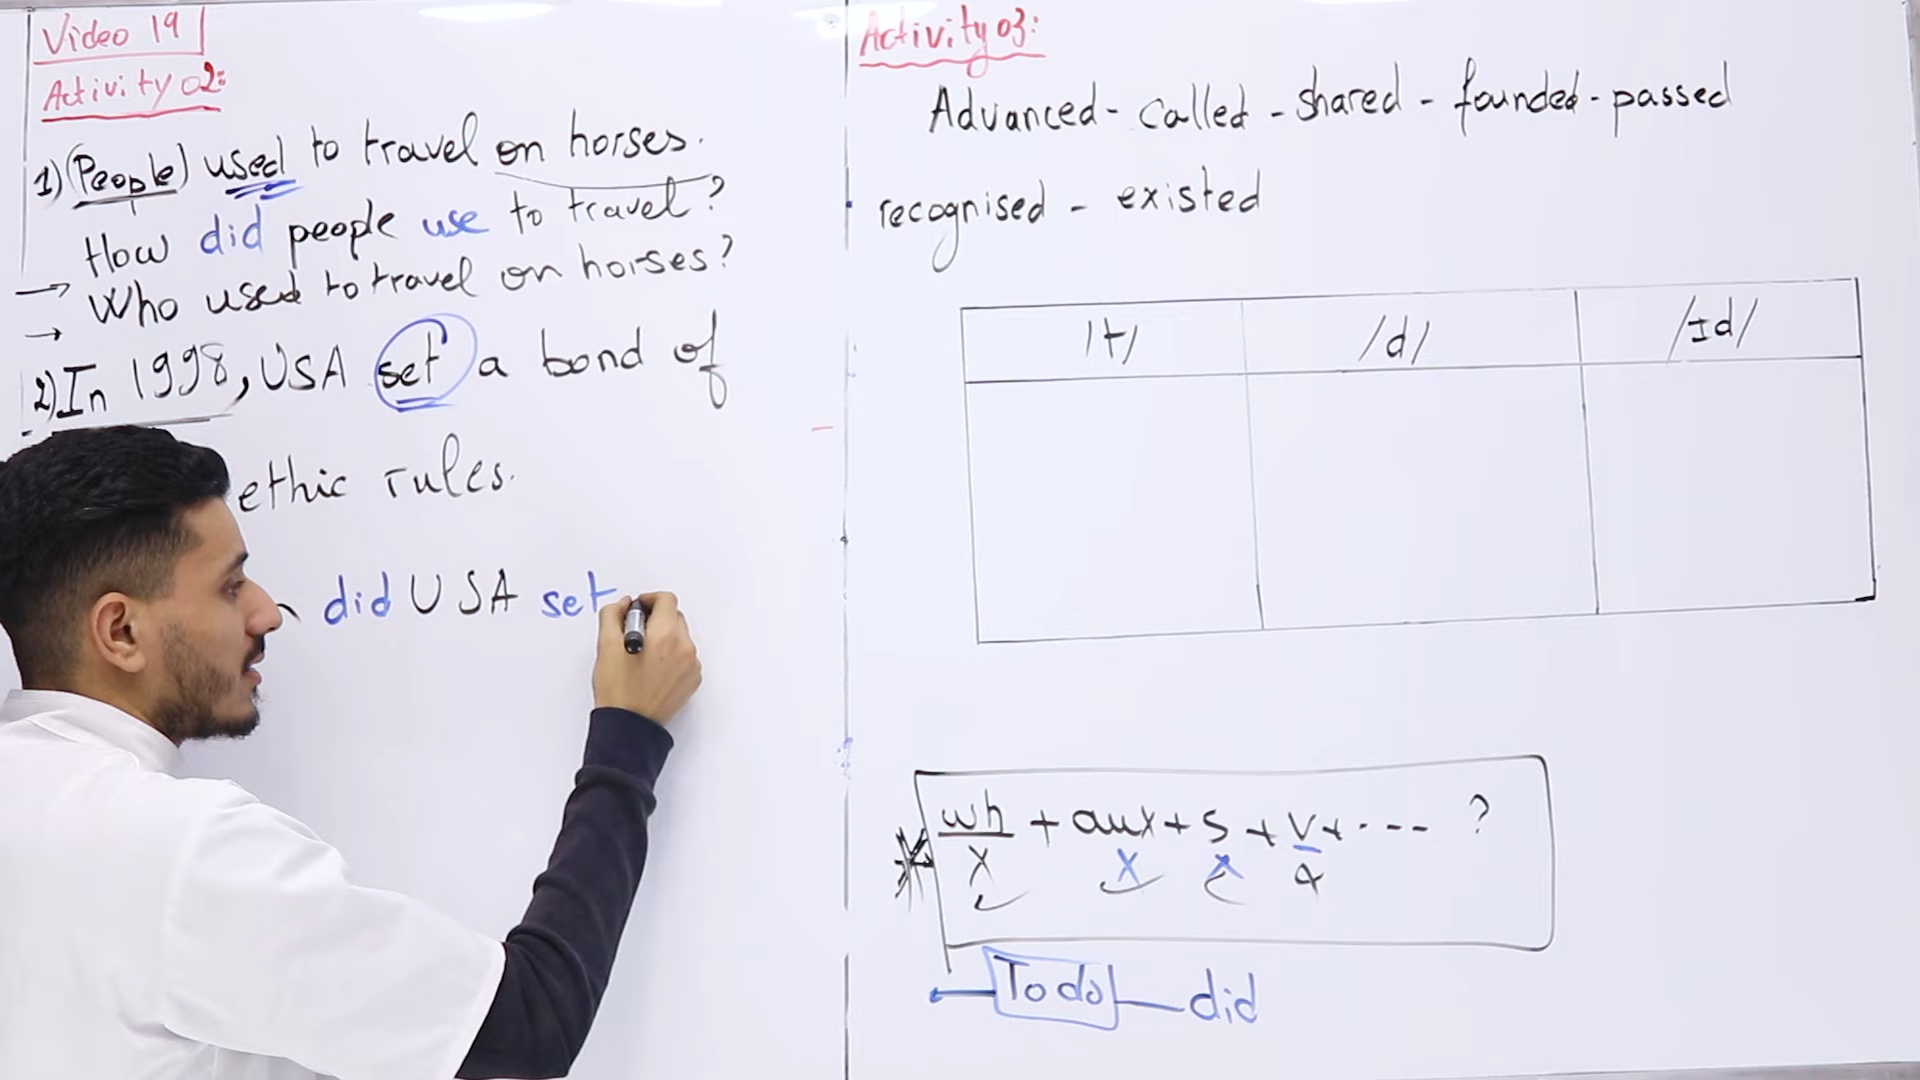 Video 19
Activity 02:
1) (People) used to travel on horses.
How did people use to travel?
→ Who used to travel on horses?
→
2) In 1998, USA set a bond of
ethic rules.
did USA set
Activity 03:
Advanced - called - shared - founded - passed
recognised - existed
/t/ /d/ /ɪd/
wh + aux + s + v + ---- ?
x x x
To do did